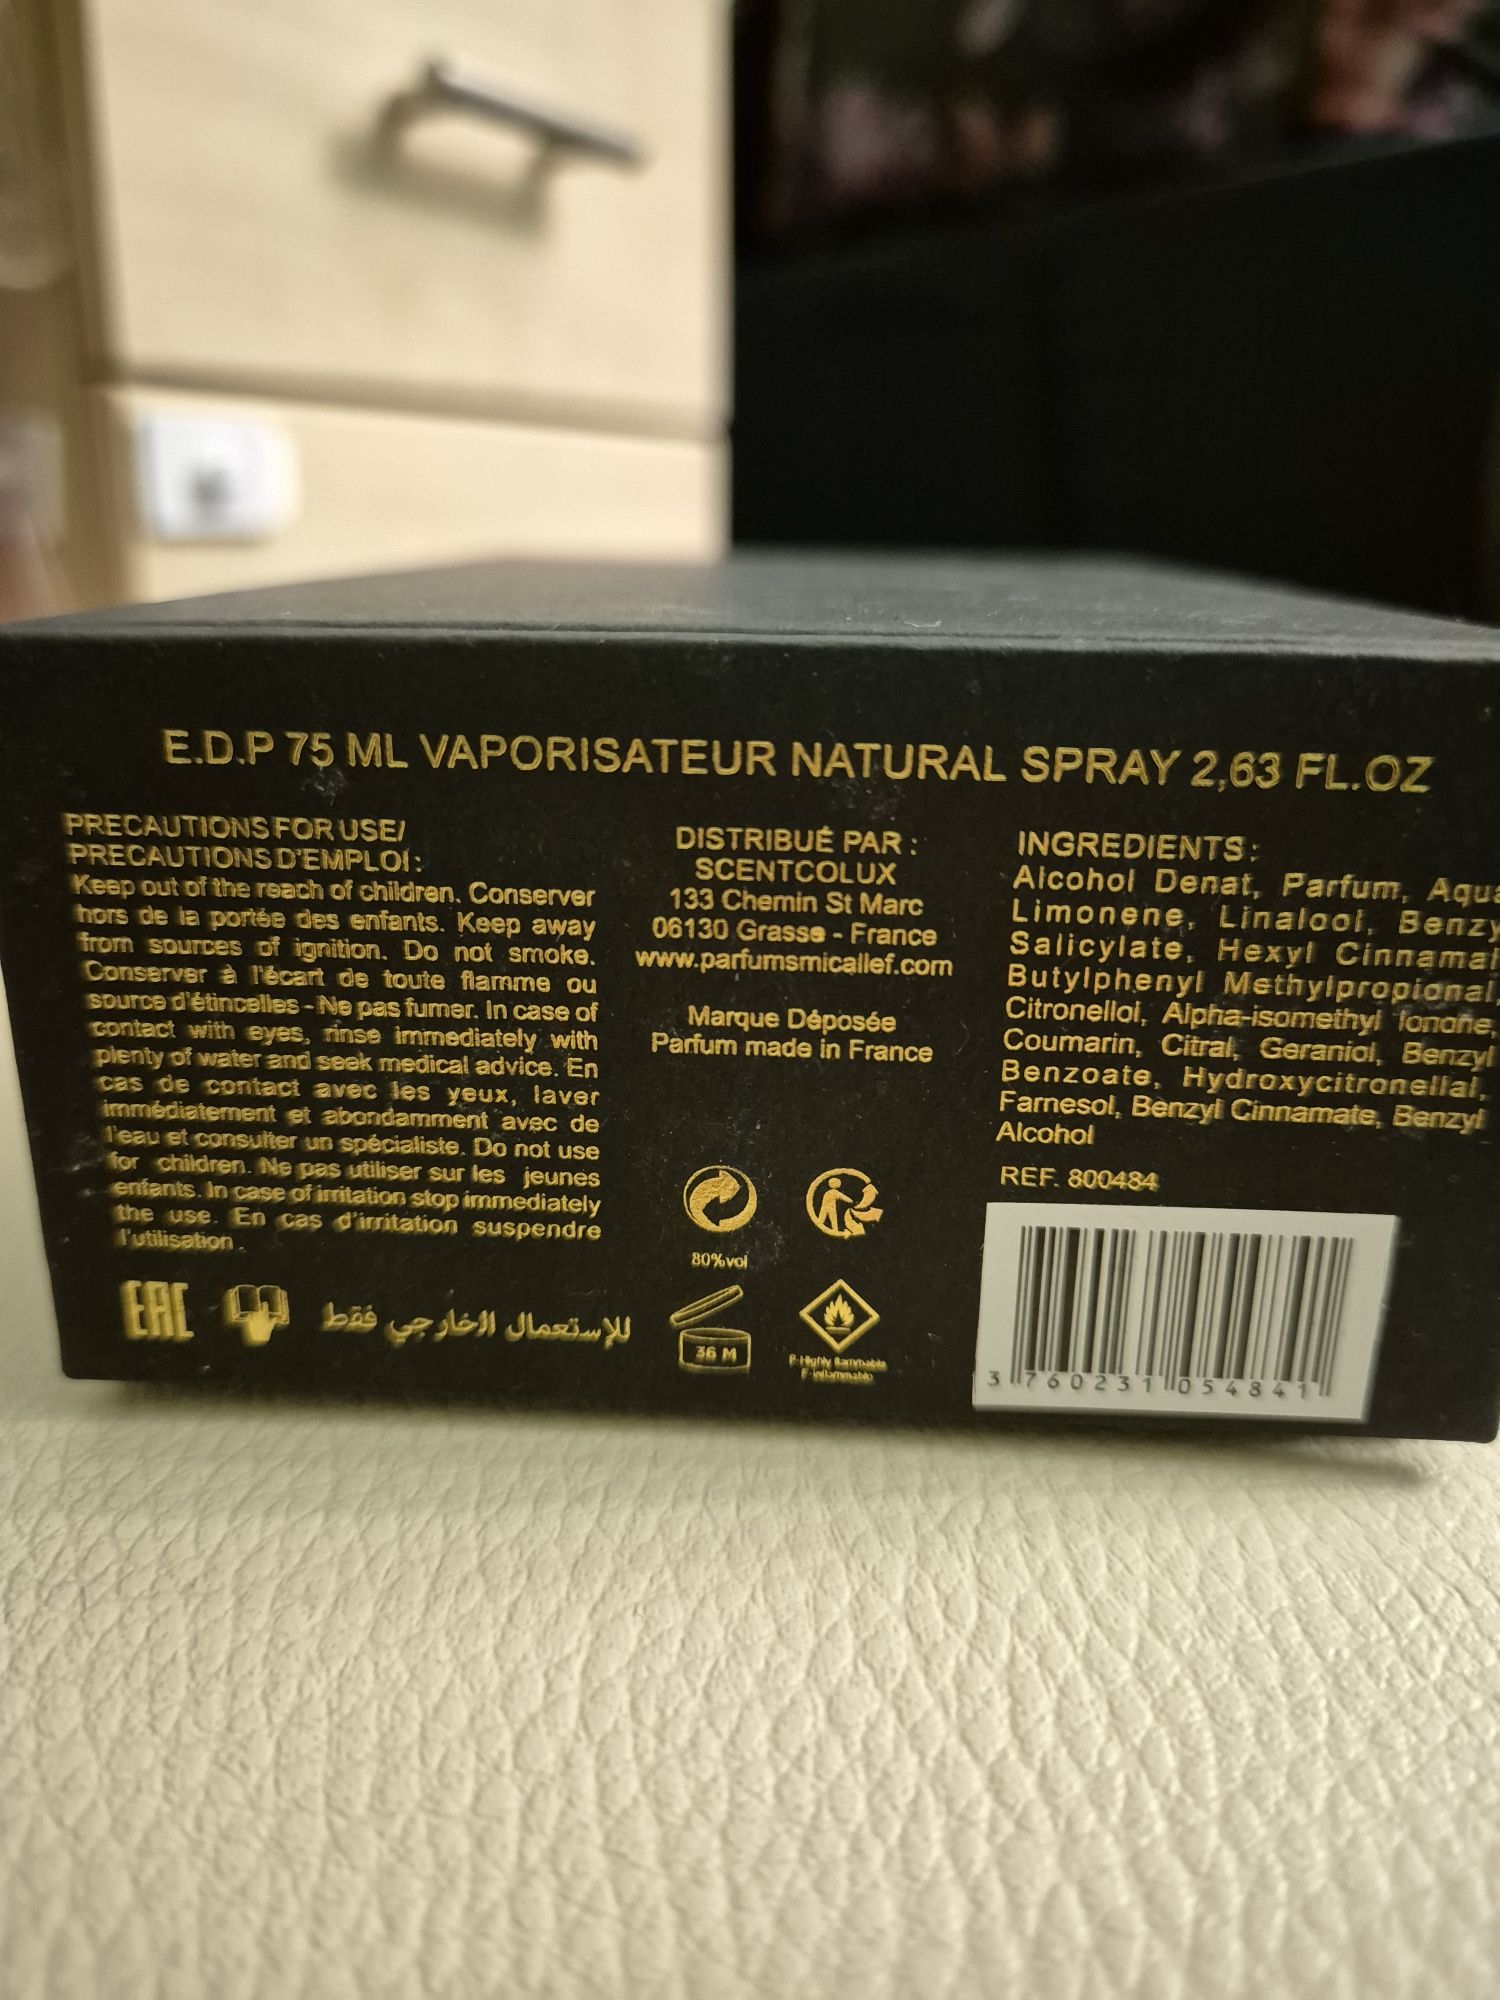 E.D.P 75 ML VAPORISATEUR NATURAL SPRAY 2,63 FL.OZ
PRECAUTIONS FOR USE/
PRECAUTIONS D'EMPLOI :
Keep out of the reach of children. Conserver
hors de la portée des enfants. Keep away
from sources of ignition. Do not smoke.
Conserver à l'écart de toute flamme ou
source d'étincelles - Ne pas fumer. In case of
contact with eyes, rinse immediately with
plenty of water and seek medical advice. En
cas de contact avec les yeux, laver
immédiatement et abondamment avec de
l'eau et consulter un spécialiste. Do not use
for children. Ne pas utiliser sur les jeunes
enfants. In case of irritation stop immediately
the use. En cas d'irritation suspendre
l'utilisation.
EAC
للإستعمال الخارجي فقط
DISTRIBUÉ PAR :
SCENTCOLUX
133 Chemin St Marc
06130 Grasse - France
www.parfumsmicallef.com
Marque Déposée
Parfum made in France
80%vol
36 M
F-Highly flammable
F-inflammable
INGREDIENTS:
Alcohol Denat, Parfum, Aqua
Limonene, Linalool, Benzy
Salicylate, Hexyl Cinnamal
Butylphenyl Methylpropional,
Citronellol, Alpha-isomethyl Ionone,
Coumarin, Citral, Geraniol, Benzyl
Benzoate, Hydroxycitronellal,
Farnesol, Benzyl Cinnamate, Benzyl
Alcohol
REF. 800484
3 760231 054841